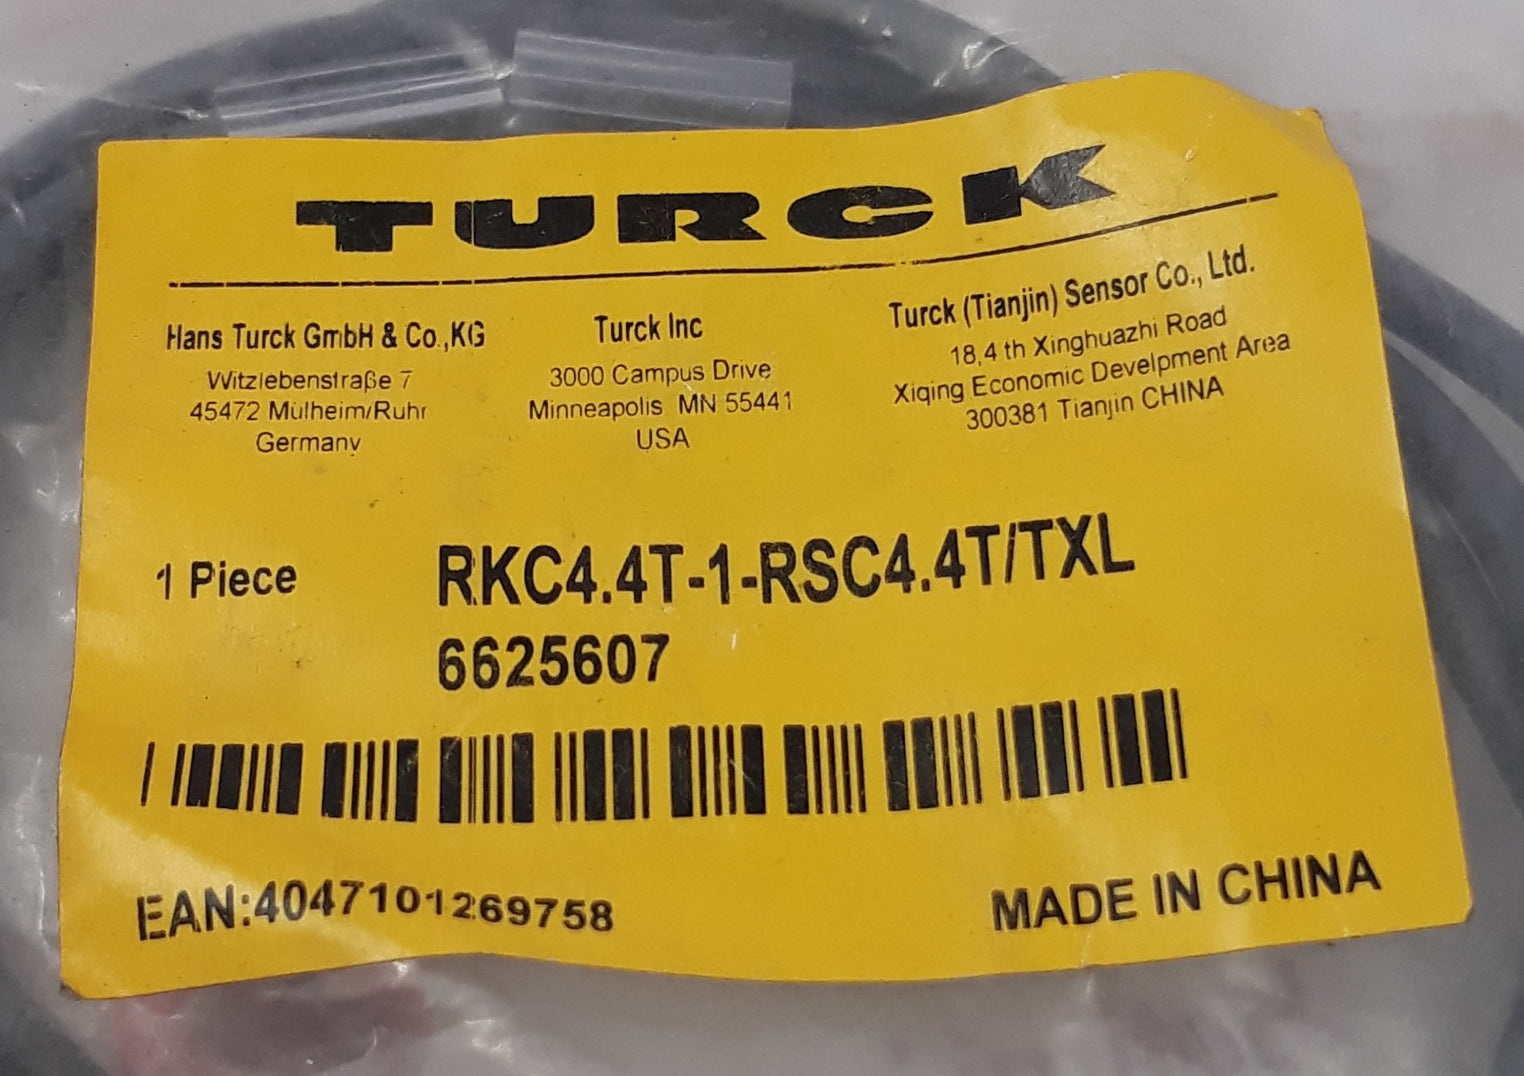 TURCK
Hans Turck GmbH & Co.,KG
Witzlebenstraße 7
45472 Mülheim/Ruhr
Germany
Turck Inc
3000 Campus Drive
Minneapolis MN 55441
USA
Turck (Tianjin) Sensor Co., Ltd.
18,4 th Xinghuazhi Road
Xiqing Economic Develpment Area
300381 Tianjin CHINA
1 Piece
RKC4.4T-1-RSC4.4T/TXL
6625607
EAN:4047101269758
MADE IN CHINA